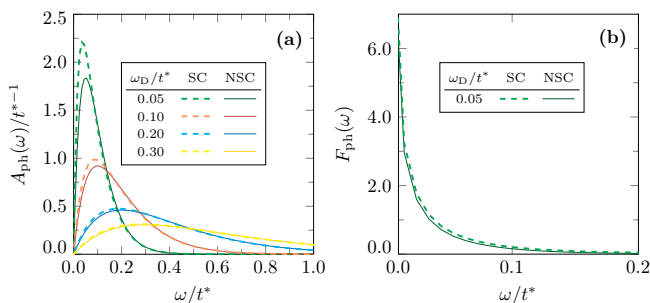 (a)
ω_D/t* SC NSC
0.05
0.10
0.20
0.30
A_ph(ω)/t*⁻¹
2.5
2.0
1.5
1.0
0.5
0.0
0.0 0.2 0.4 0.6 0.8 1.0
ω/t*
(b)
ω_D/t* SC NSC
0.05
F_ph(ω)
6.0
4.0
2.0
0.0
0.0 0.1 0.2
ω/t*